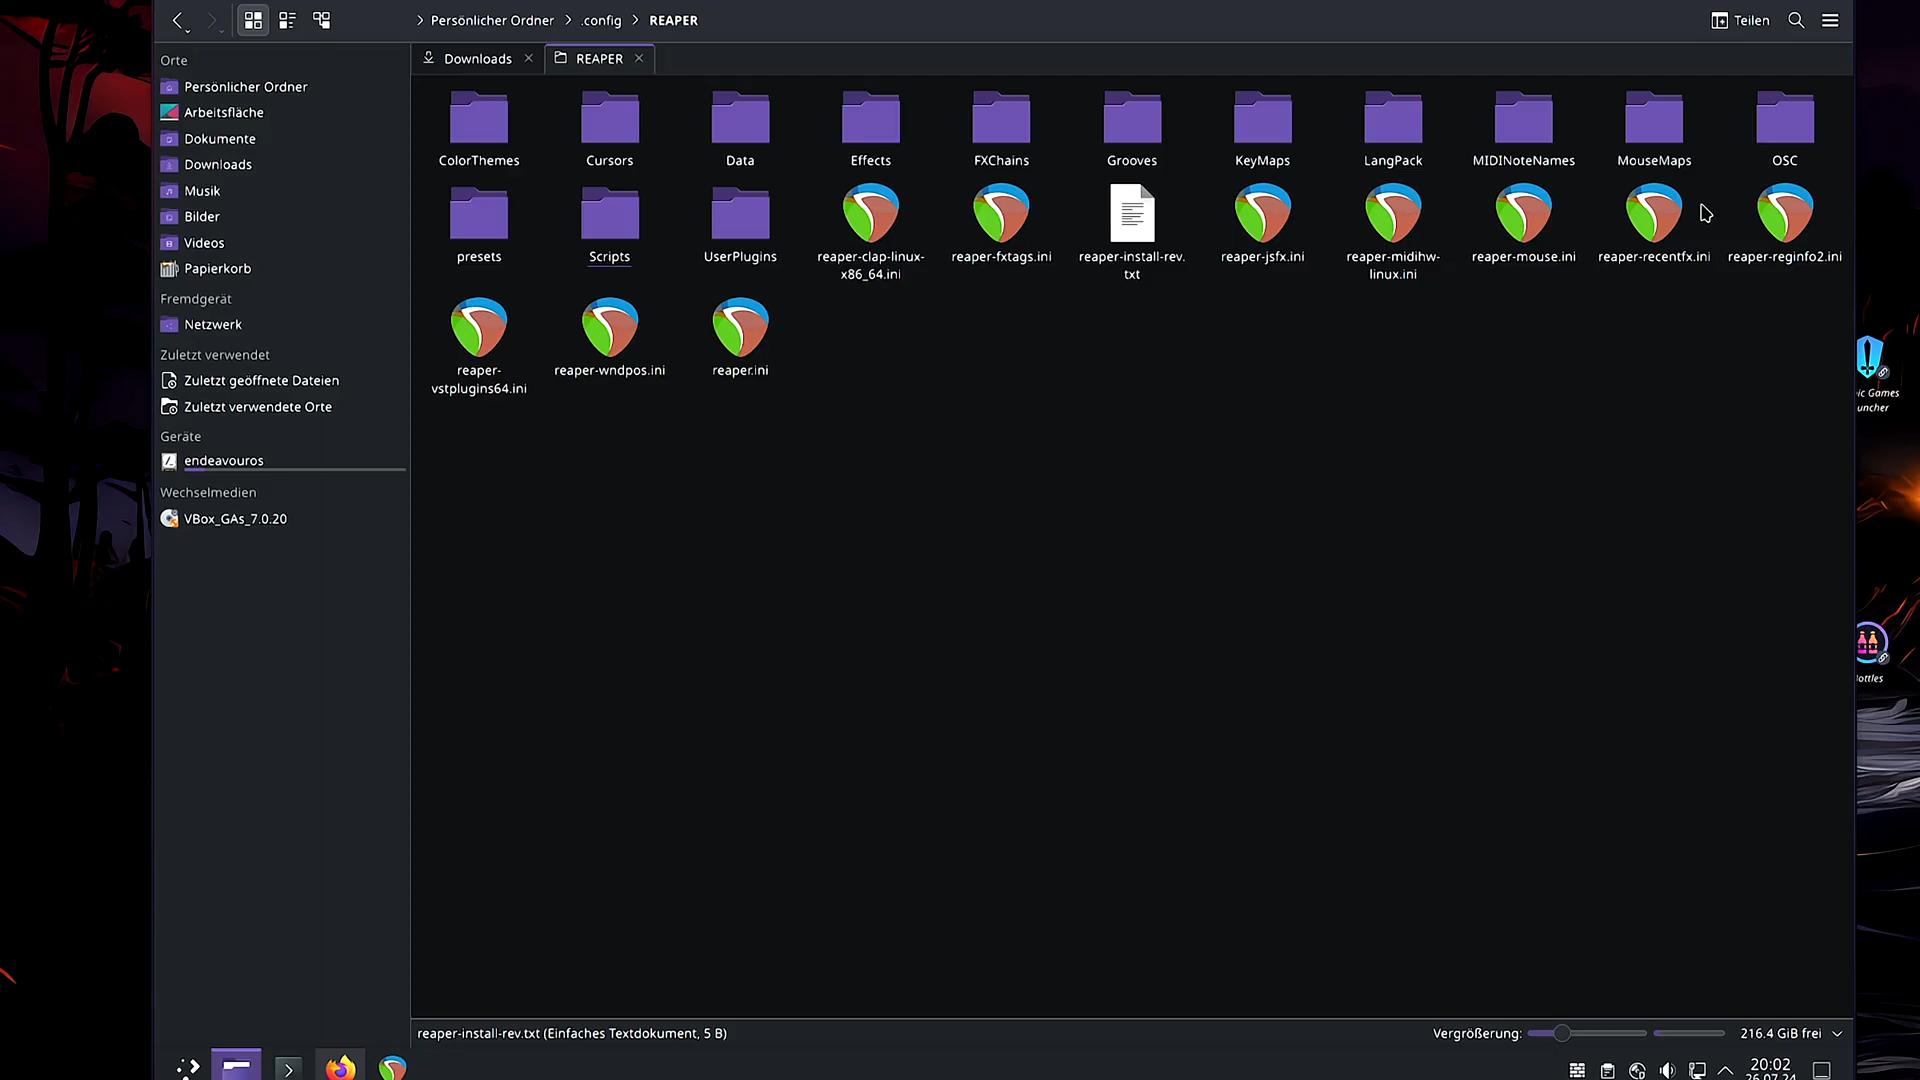 Persönlicher Ordner
.config
REAPER
Teilen
Orte
Downloads
REAPER
Persönlicher Ordner
Arbeitsfläche
Dokumente
Downloads
Musik
Bilder
Videos
Papierkorb
Fremdgerät
Netzwerk
Zuletzt verwendet
Zuletzt geöffnete Dateien
Zuletzt verwendete Orte
Geräte
endeavouros
Wechselmedien
VBox_GAs_7.0.20
ColorThemes
Cursors
Data
Effects
FXChains
Grooves
KeyMaps
LangPack
MIDINoteNames
MouseMaps
OSC
presets
Scripts
UserPlugins
reaper-clap-linux-
x86_64.ini
reaper-fxtags.ini
reaper-install-rev.
txt
reaper-jsfx.ini
reaper-midihw-
linux.ini
reaper-mouse.ini
reaper-recentfx.ini
reaper-reginfo2.ini
reaper-
vstplugins64.ini
reaper-wndpos.ini
reaper.ini
ic Games
uncher
ottles
reaper-install-rev.txt (Einfaches Textdokument, 5 B)
Vergrößerung:
216.4 GiB frei
20:02
26.07.24